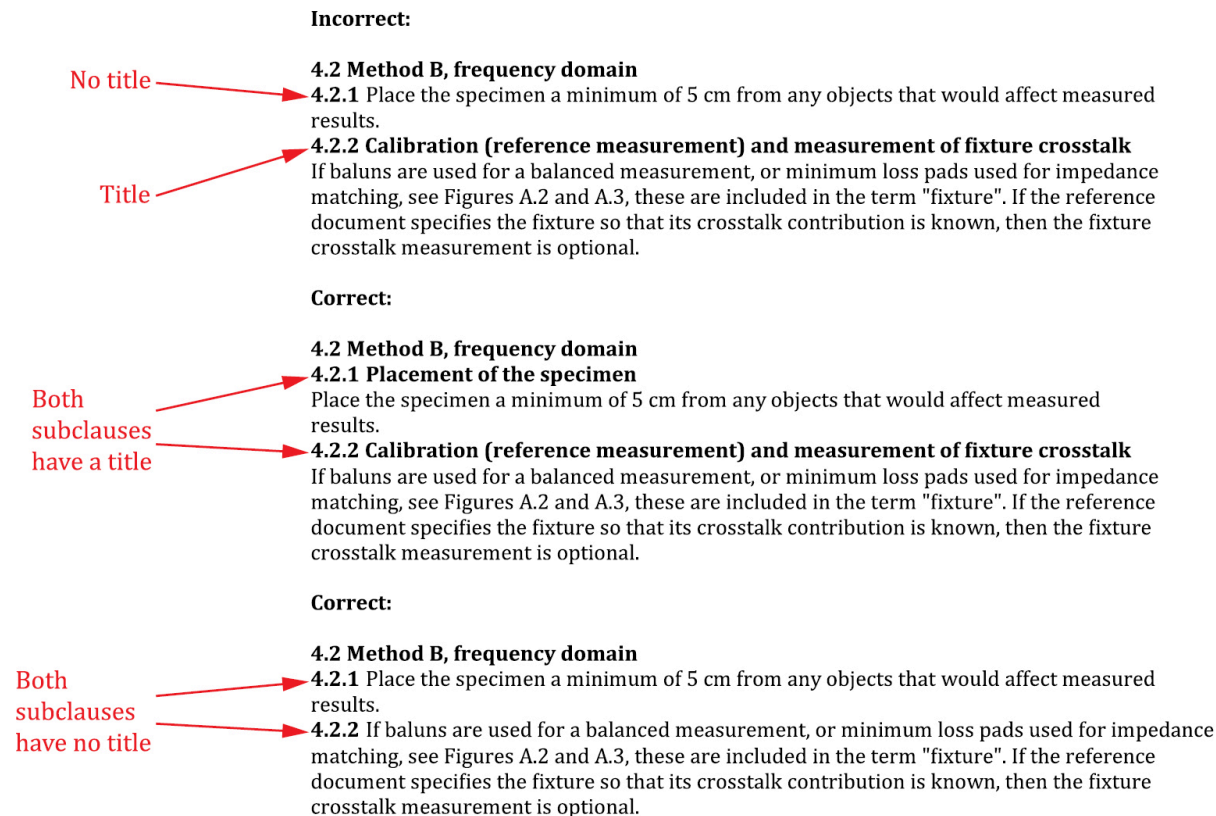 Incorrect:
4.2 Method B, frequency domain
No title
4.2.1 Place the specimen a minimum of 5 cm from any objects that would affect measured
results.
4.2.2 Calibration (reference measurement) and measurement of fixture crosstalk
Title
If baluns are used for a balanced measurement, or minimum loss pads used for impedance
matching, see Figures A.2 and A.3, these are included in the term "fixture". If the reference
document specifies the fixture so that its crosstalk contribution is known, then the fixture
crosstalk measurement is optional.
Correct:
4.2 Method B, frequency domain
4.2.1 Placement of the specimen
Both
subclauses
have a title
Place the specimen a minimum of 5 cm from any objects that would affect measured
results.
4.2.2 Calibration (reference measurement) and measurement of fixture crosstalk
If baluns are used for a balanced measurement, or minimum loss pads used for impedance
matching, see Figures A.2 and A.3, these are included in the term "fixture". If the reference
document specifies the fixture so that its crosstalk contribution is known, then the fixture
crosstalk measurement is optional.
Correct:
4.2 Method B, frequency domain
Both
subclauses
have no title
4.2.1 Place the specimen a minimum of 5 cm from any objects that would affect measured
results.
4.2.2 If baluns are used for a balanced measurement, or minimum loss pads used for impedance
matching, see Figures A.2 and A.3, these are included in the term "fixture". If the reference
document specifies the fixture so that its crosstalk contribution is known, then the fixture
crosstalk measurement is optional.